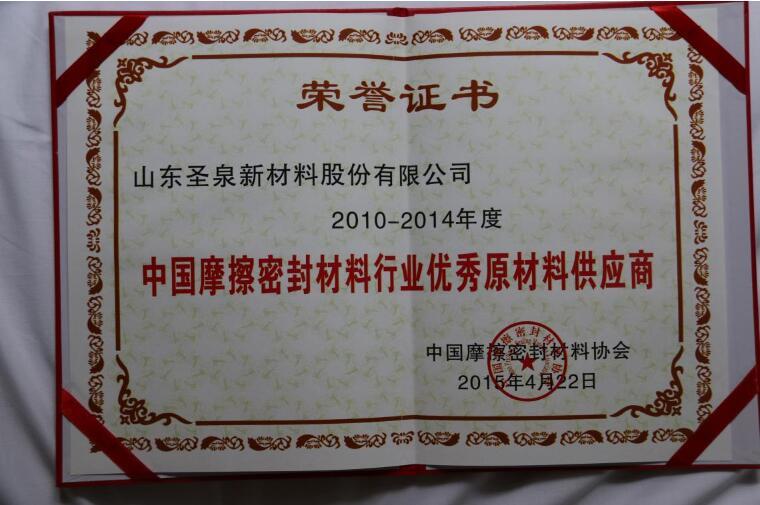 荣誉证书
山东圣泉新材料股份有限公司
2010-2014年度
中国摩擦密封材料行业优秀原材料供应商
中国摩擦密封材料协会
2015年4月22日